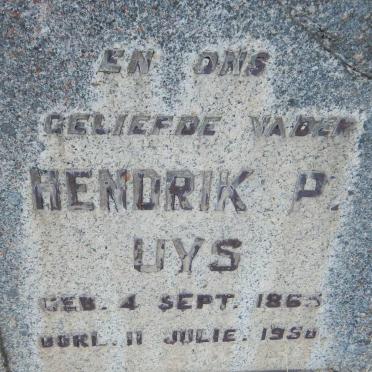 EN ONS
GELIEFDE VADER
HENDRIK P.
UYS
GEB. 4 SEPT.
OORL. 11 JULIE.